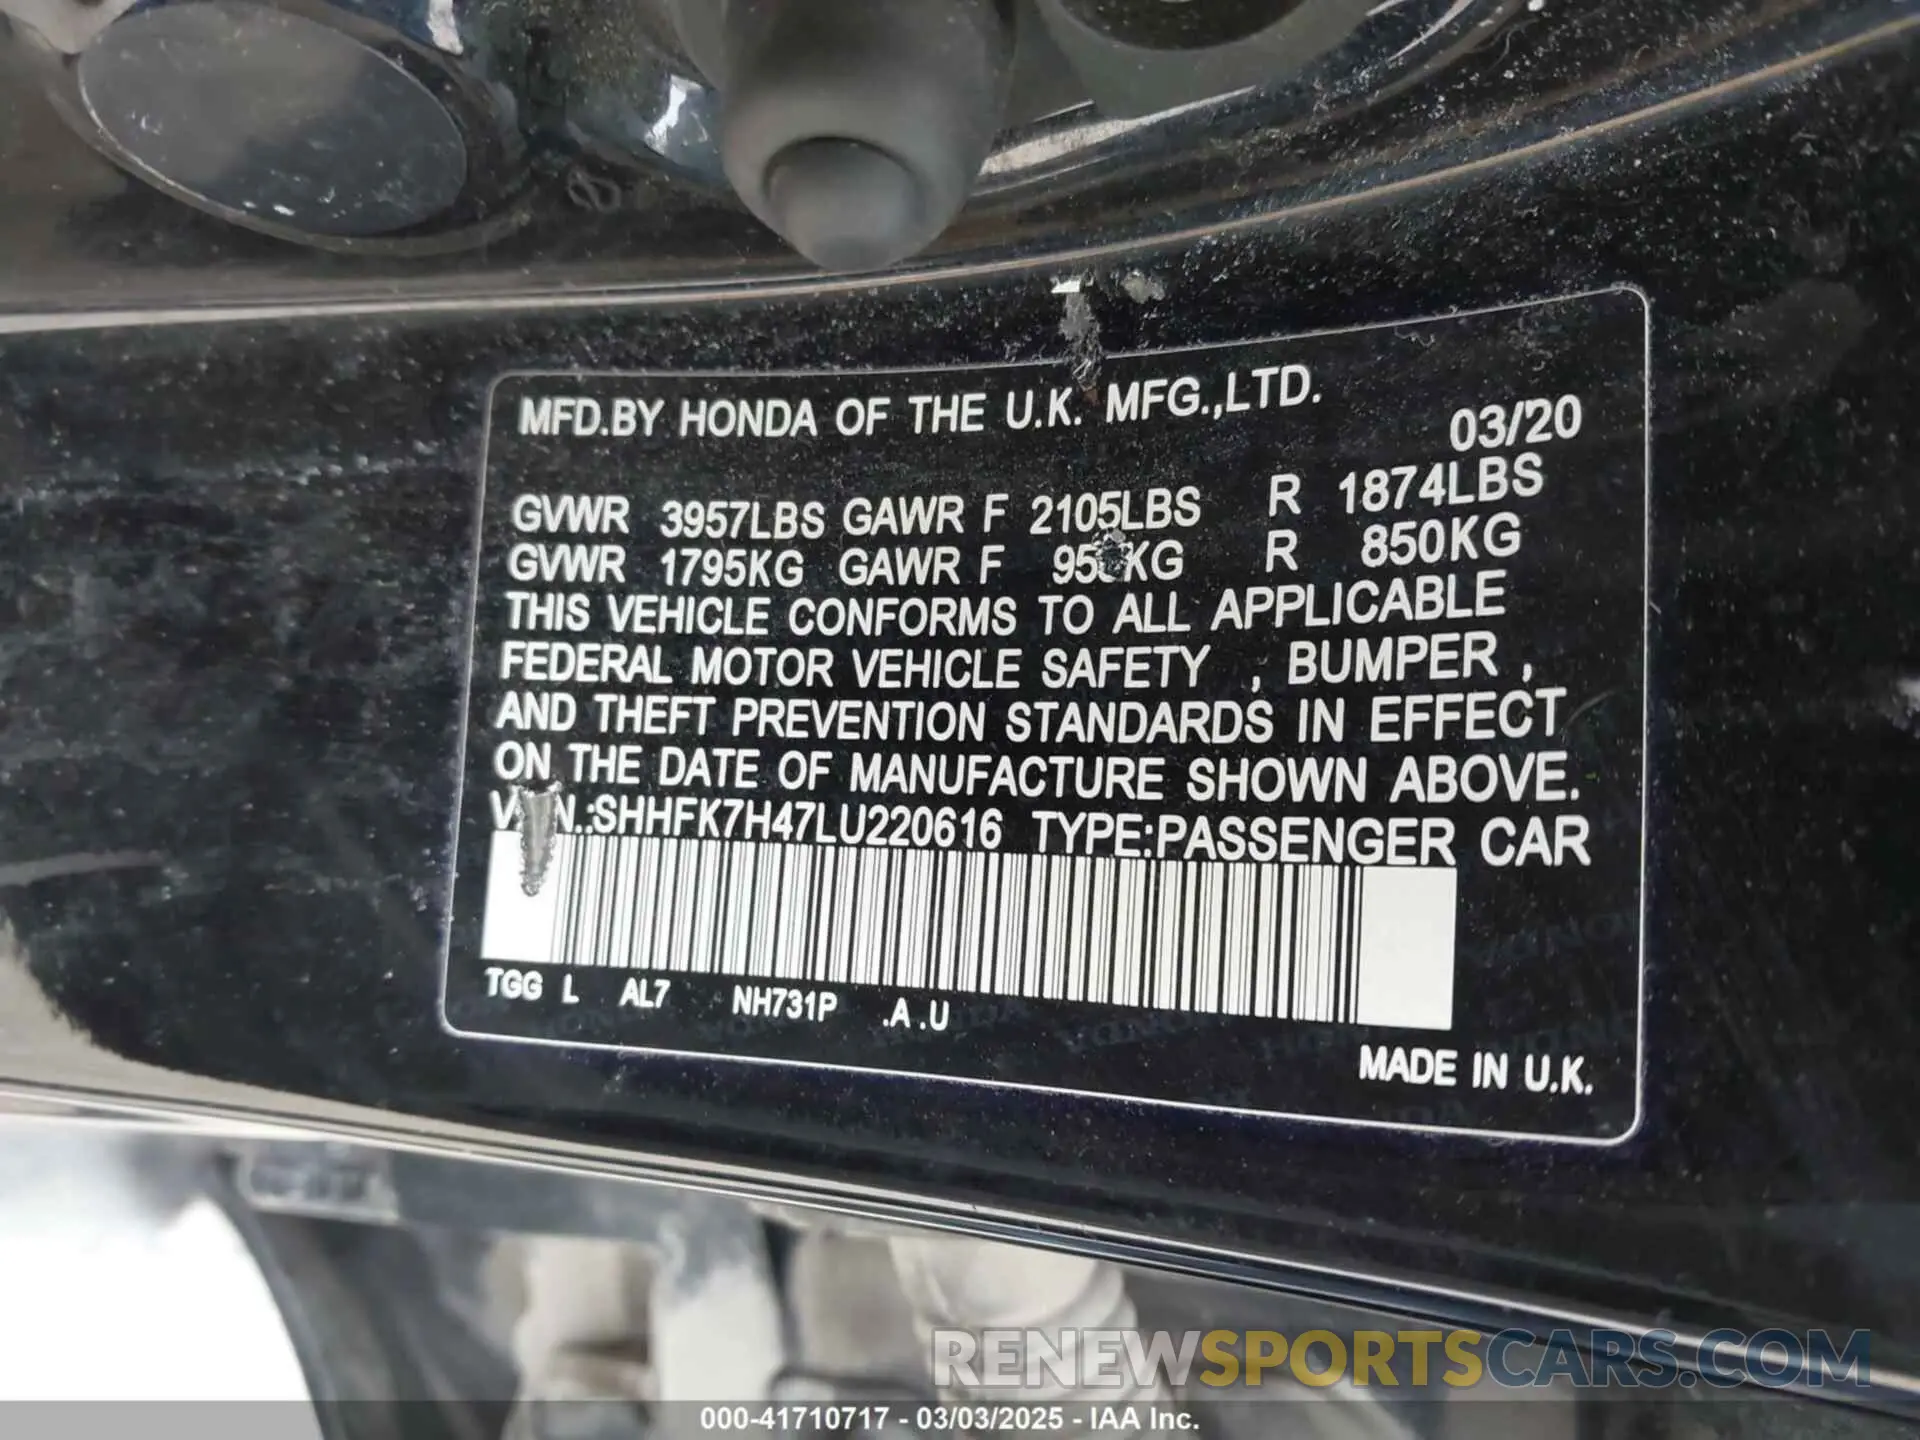 MFD.BY HONDA OF THE U.K. MFG.,LTD.
03/20
GVWR 3957LBS GAWR F 2105LBS R 1874LBS
GVWR 1795KG GAWR F R 850KG
THIS VEHICLE CONFORMS TO ALL APPLICABLE
FEDERAL MOTOR VEHICLE SAFETY , BUMPER ,
AND THEFT PREVENTION STANDARDS IN EFFECT
ON THE DATE OF MANUFACTURE SHOWN ABOVE.
SHHFK7H47LU220616 TYPE:PASSENGER CAR
TGG L AL7 NH731P .A .U
MADE IN U.K.
RENEWSPORTSCARS.COM
000-41710717 - 03/03/2025 - IAA Inc.